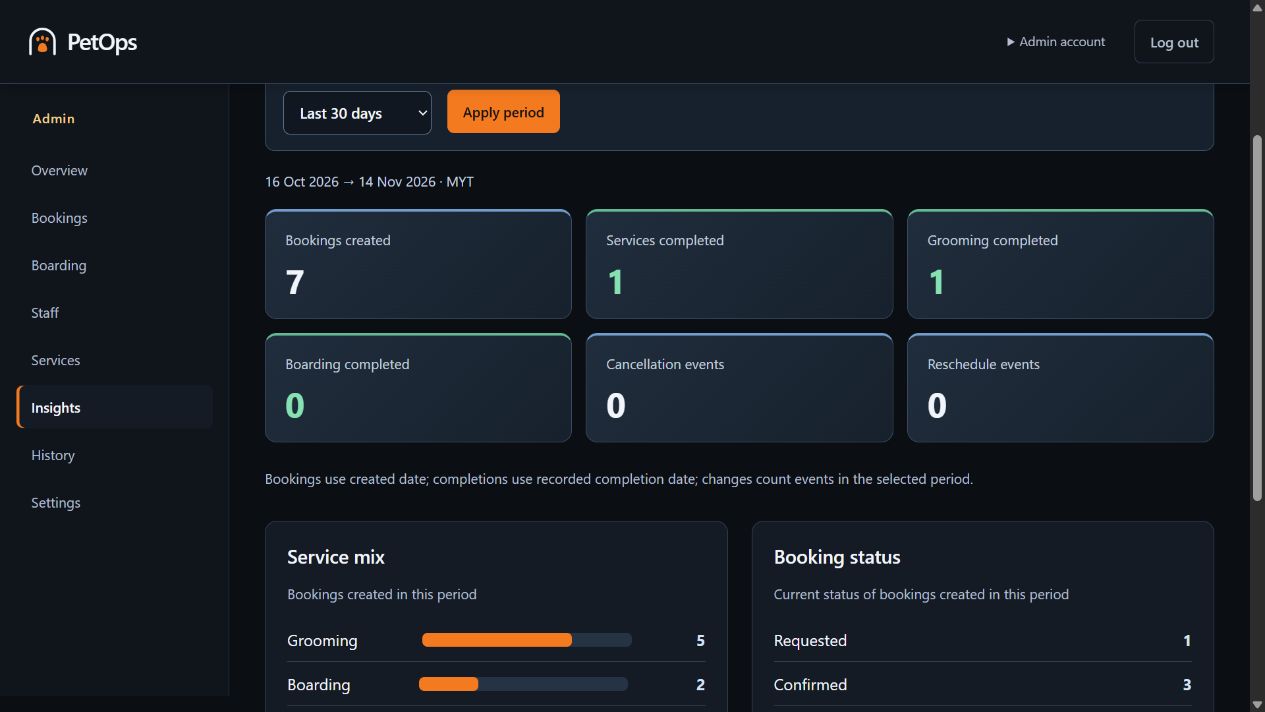 PetOps
Admin account
Log out
Admin
Overview
Bookings
Boarding
Staff
Services
Insights
History
Settings
Last 30 days
Apply period
16 Oct 2026 → 14 Nov 2026 · MYT
Bookings created
7
Services completed
1
Grooming completed
1
Boarding completed
0
Cancellation events
0
Reschedule events
0
Bookings use created date; completions use recorded completion date; changes count events in the selected period.
Service mix
Bookings created in this period
Grooming 5
Boarding 2
Booking status
Current status of bookings created in this period
Requested 1
Confirmed 3